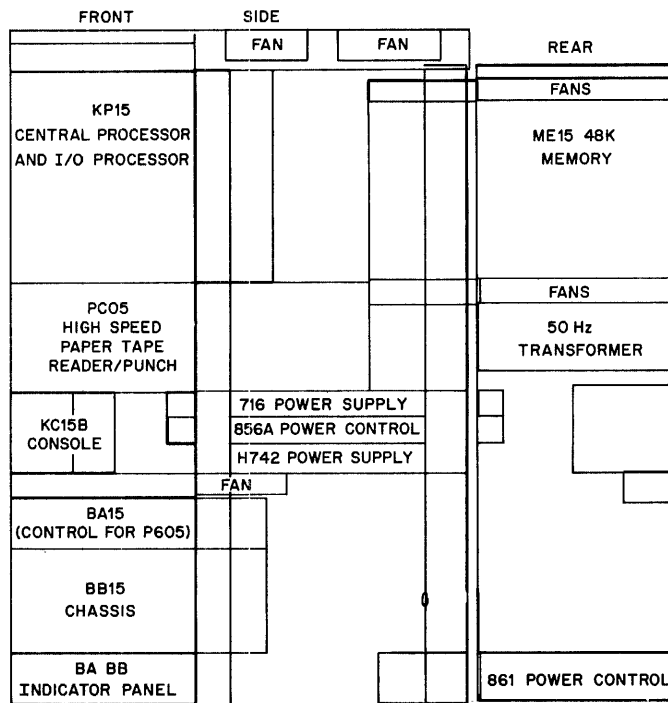 FRONT
SIDE
REAR
FAN
FAN
KP15
CENTRAL PROCESSOR
AND I/O PROCESSOR
FANS
ME15 48K
MEMORY
PC05
HIGH SPEED
PAPER TAPE
READER/PUNCH
FANS
50 Hz
TRANSFORMER
KC15B
CONSOLE
716 POWER SUPPLY
856A POWER CONTROL
H742 POWER SUPPLY
FAN
BA15
(CONTROL FOR P605)
BB15
CHASSIS
BA BB
INDICATOR PANEL
861 POWER CONTROL